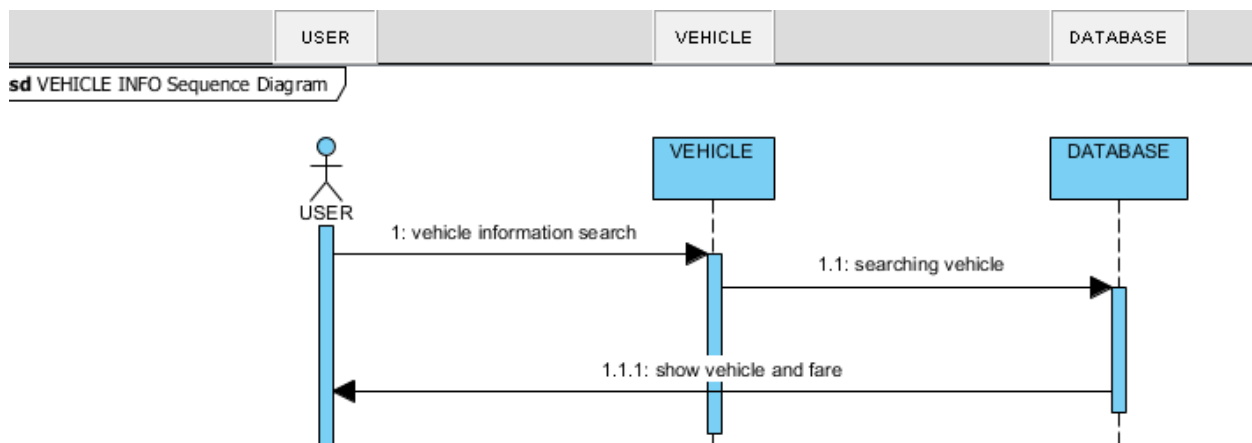 USER
VEHICLE
DATABASE
sd VEHICLE INFO Sequence Diagram
VEHICLE
DATABASE
USER
1: vehicle information search
1.1: searching vehicle
1.1.1: show vehicle and fare